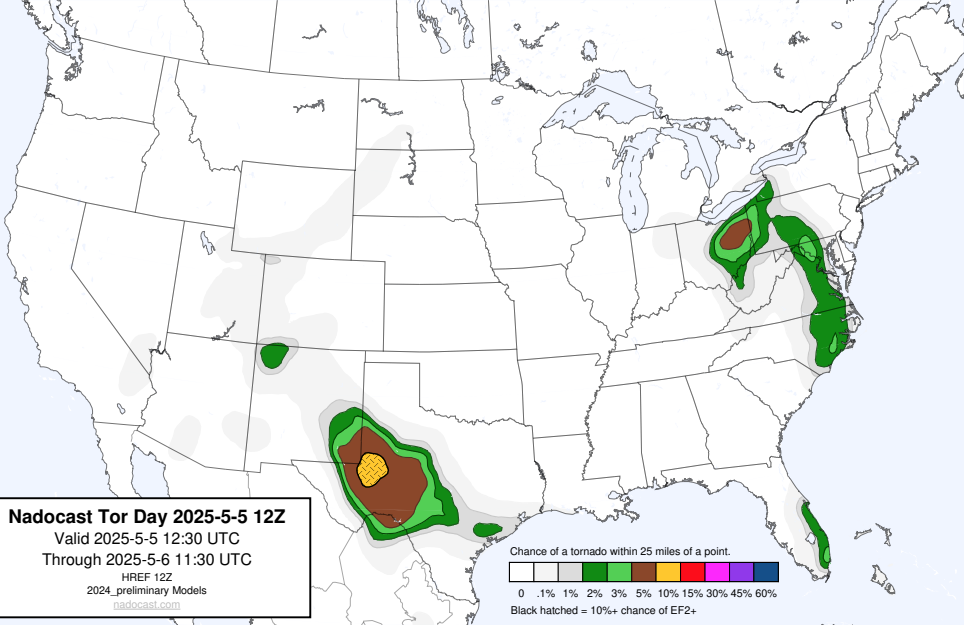 Nadocast Tor Day 2025-5-5 12Z
Valid 2025-5-5 12:30 UTC
Through 2025-5-6 11:30 UTC
HREF 12Z
2024_preliminary Models
nadocast.com
Chance of a tornado within 25 miles of a point.
0 .1% 1% 2% 3% 5% 10% 15% 30% 45% 60%
Black hatched = 10%+ chance of EF2+